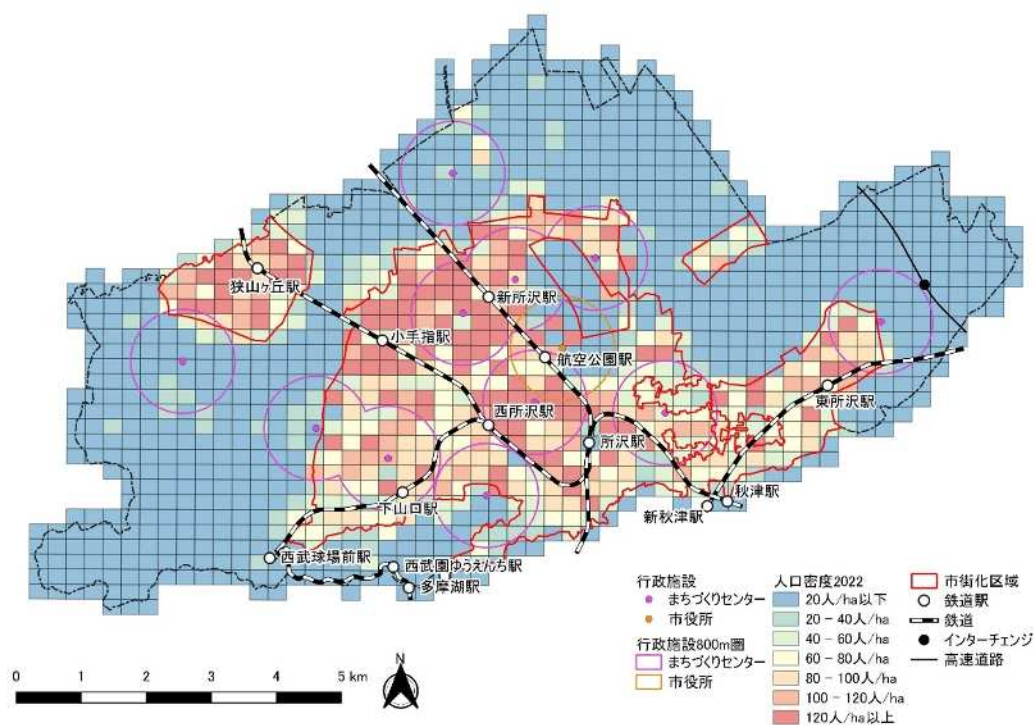 狭山ヶ丘駅
新所沢駅
小手指駅
航空公園駅
東所沢駅
西所沢駅
所沢駅
秋津駅
下山口駅
新秋津駅
西武球場前駅
西武園ゆうえんち駅
多摩湖駅
行政施設
まちづくりセンター
市役所
行政施設800m圏
まちづくりセンター
市役所
人口密度2022
20人/ha以下
20 - 40人/ha
40 - 60人/ha
60 - 80人/ha
80 - 100人/ha
100 - 120人/ha
120人/ha以上
市街化区域
鉄道駅
鉄道
インターチェンジ
高速道路
0 1 2 3 4 5 km
N